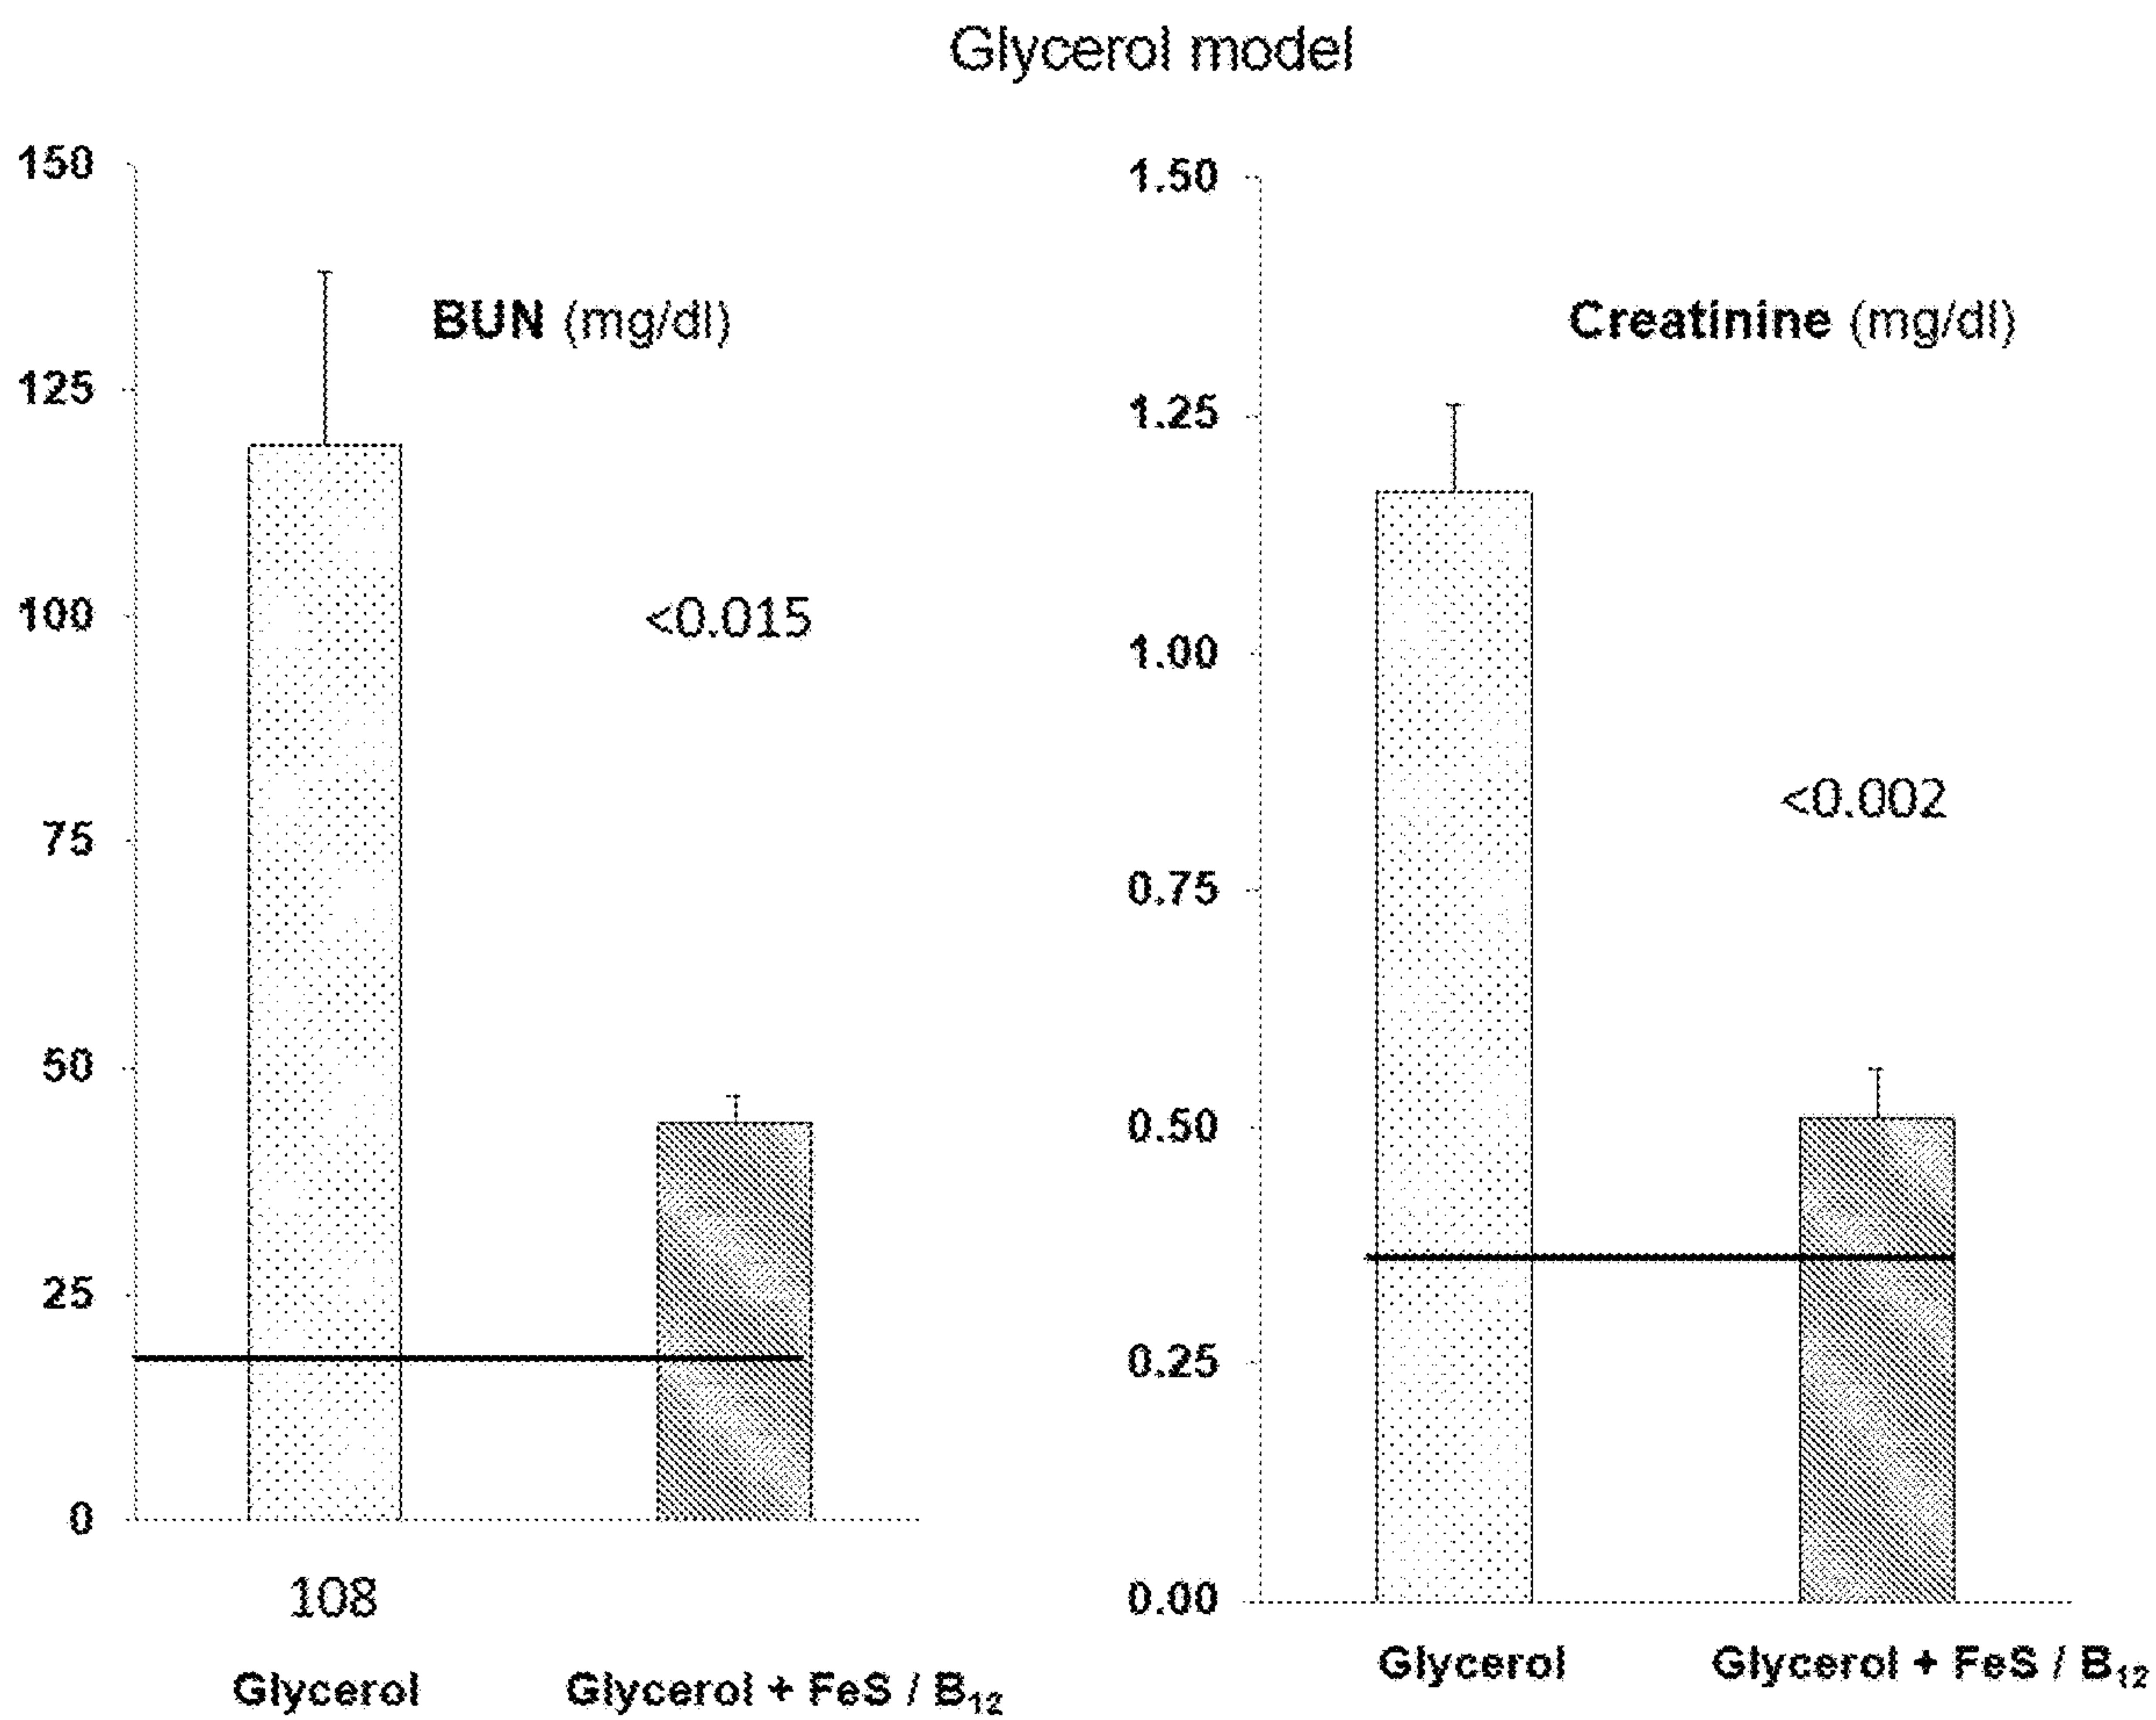 Glycerol model
150
125
100
75
50
25
0
BUN (mg/dl)
<0.015
108
Glycerol
Glycerol + FeS / B₁₂
1.50
1.25
1.00
0.75
0.50
0.25
0.00
Creatinine (mg/dl)
<0.002
Glycerol
Glycerol + FeS / B₁₂